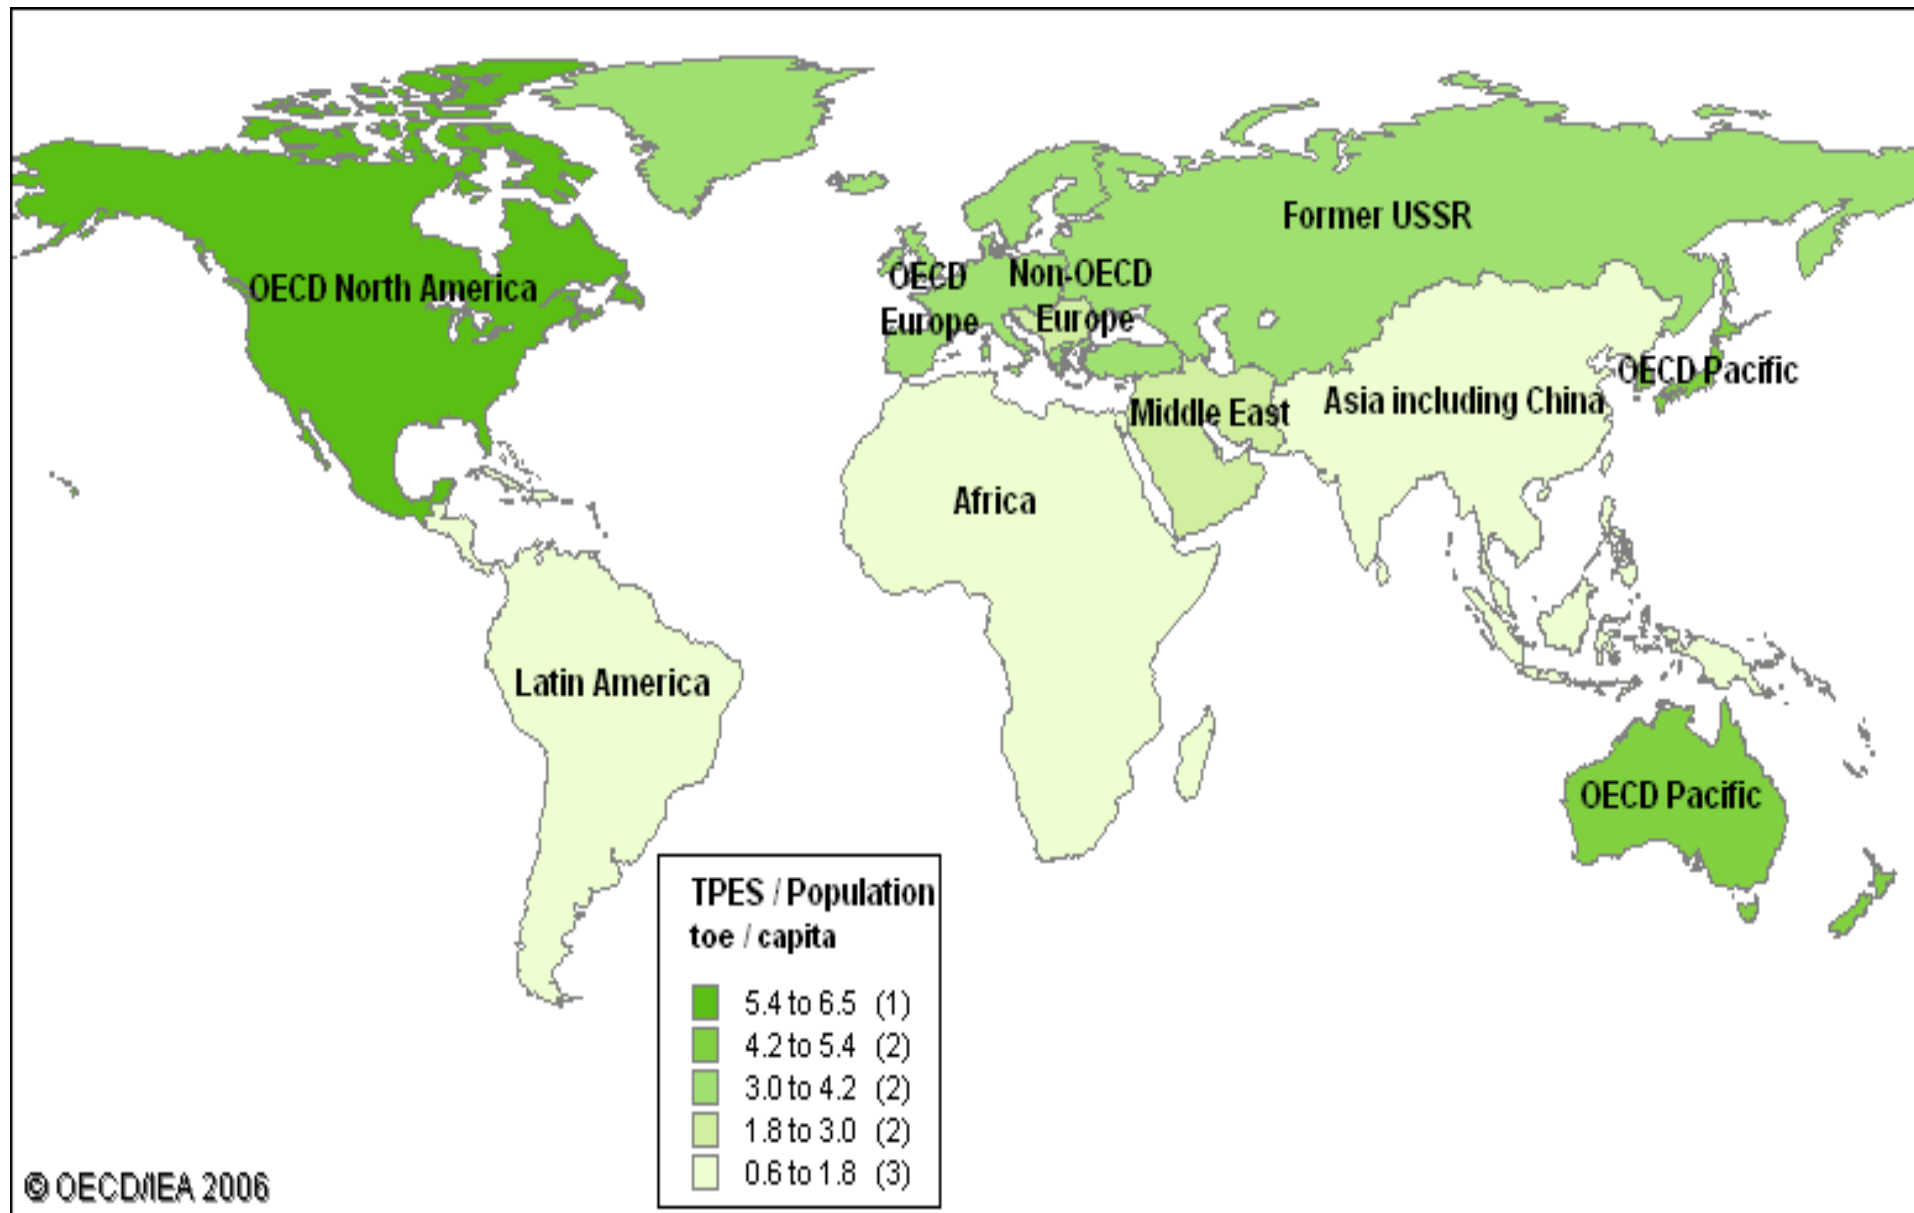 Former USSR
OECD North America
OECD
Europe
Non-OECD
Europe
OECD Pacific
Middle East
Asia including China
Africa
Latin America
OECD Pacific
TPES / Population
toe / capita
5.4 to 6.5 (1)
4.2 to 5.4 (2)
3.0 to 4.2 (2)
1.8 to 3.0 (2)
0.6 to 1.8 (3)
© OECD/IEA 2006